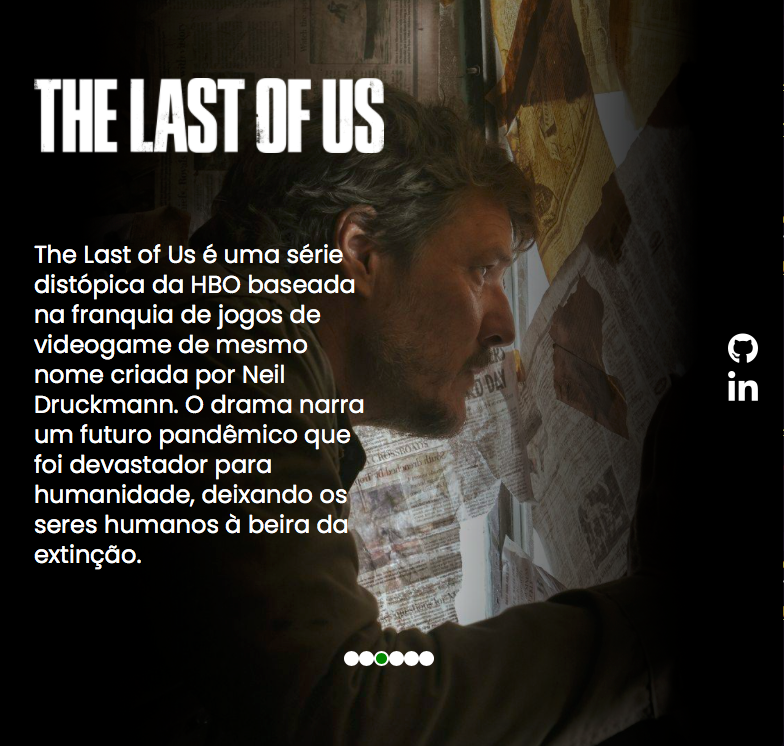 THE LAST OF US
The Last of Us é uma série
distópica da HBO baseada
na franquia de jogos de
videogame de mesmo
nome criada por Neil
Druckmann. O drama narra
um futuro pandêmico que
foi devastador para
humanidade, deixando os
seres humanos à beira da
extinção.
in